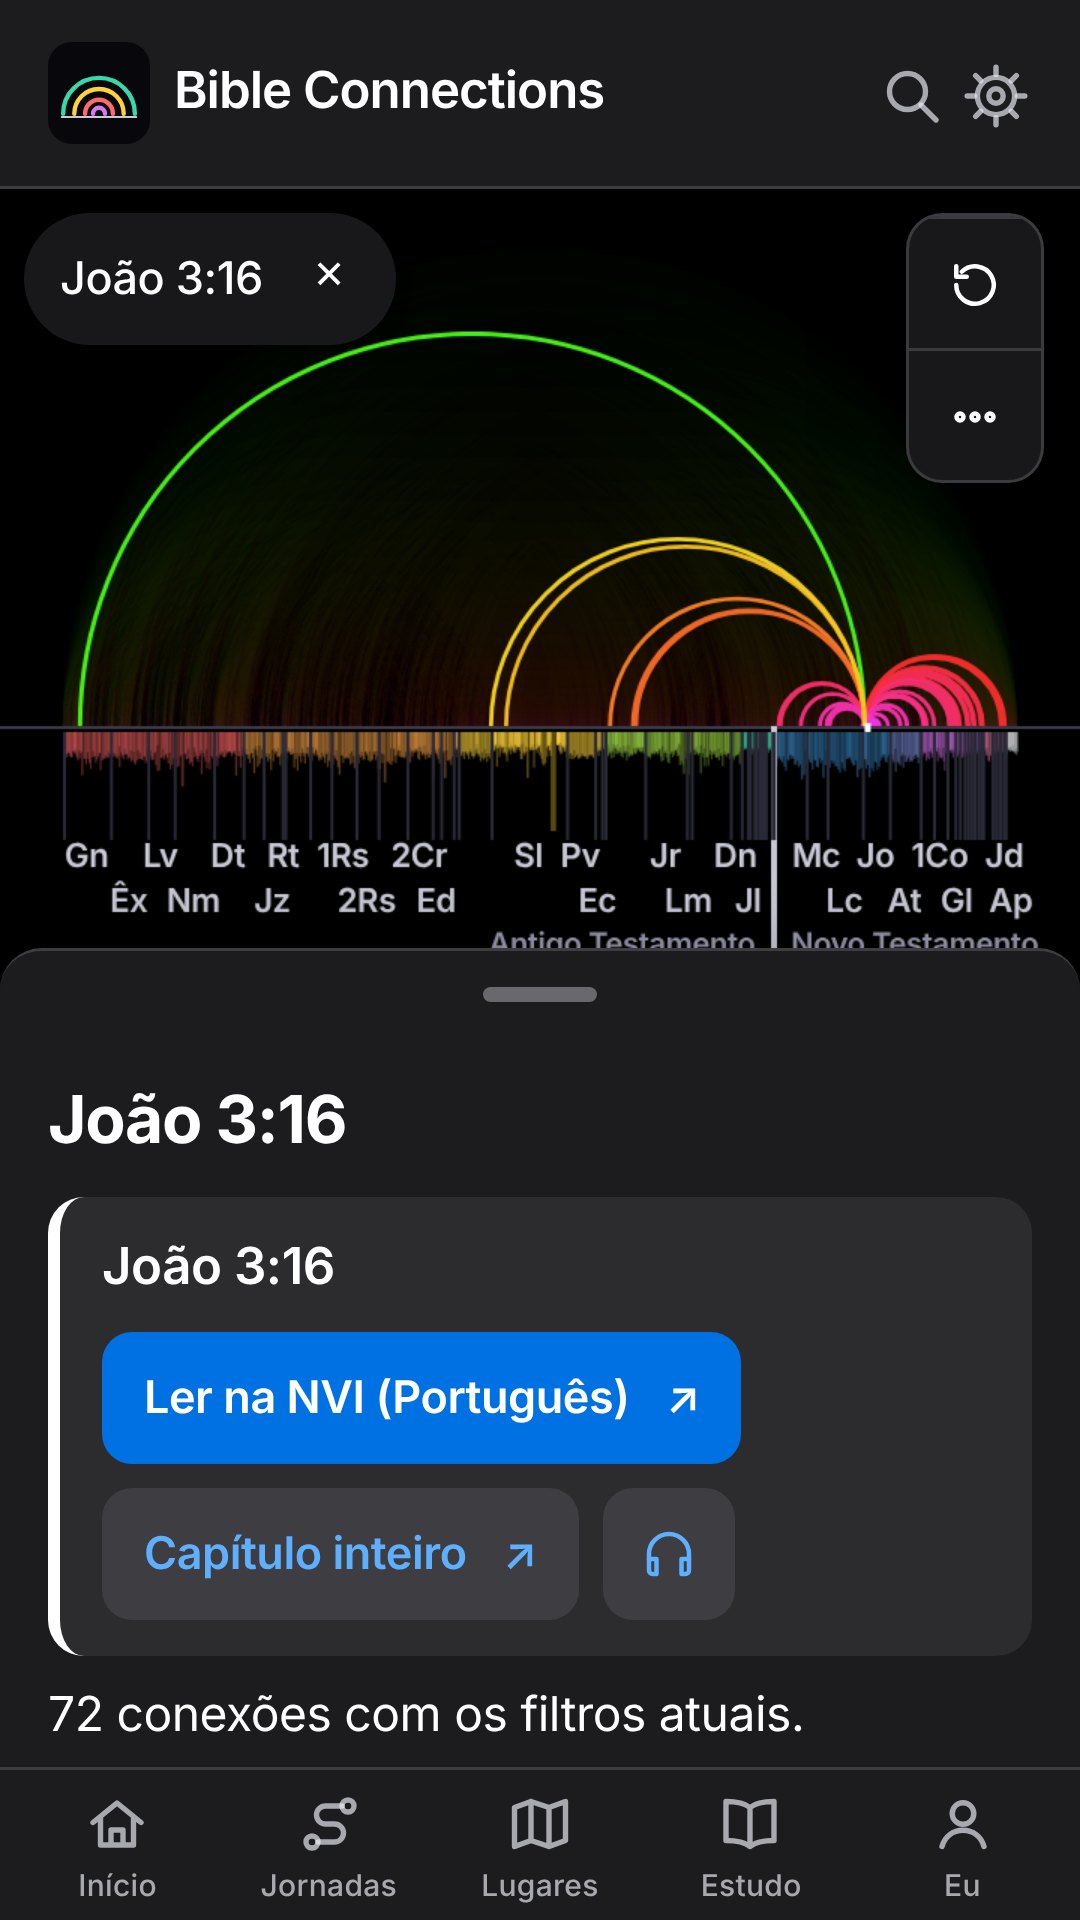 Bible Connections
João 3:16 ×
Gn Lv Dt Rt 1Rs 2Cr Sl Pv Jr Dn Mc Jo 1Co Jd
Êx Nm Jz 2Rs Ed Ec Lm Jl Lc At Gl Ap
Antigo Testamento Novo Testamento
João 3:16
João 3:16
Ler na NVI (Português)
Capítulo inteiro
72 conexões com os filtros atuais.
Início Jornadas Lugares Estudo Eu